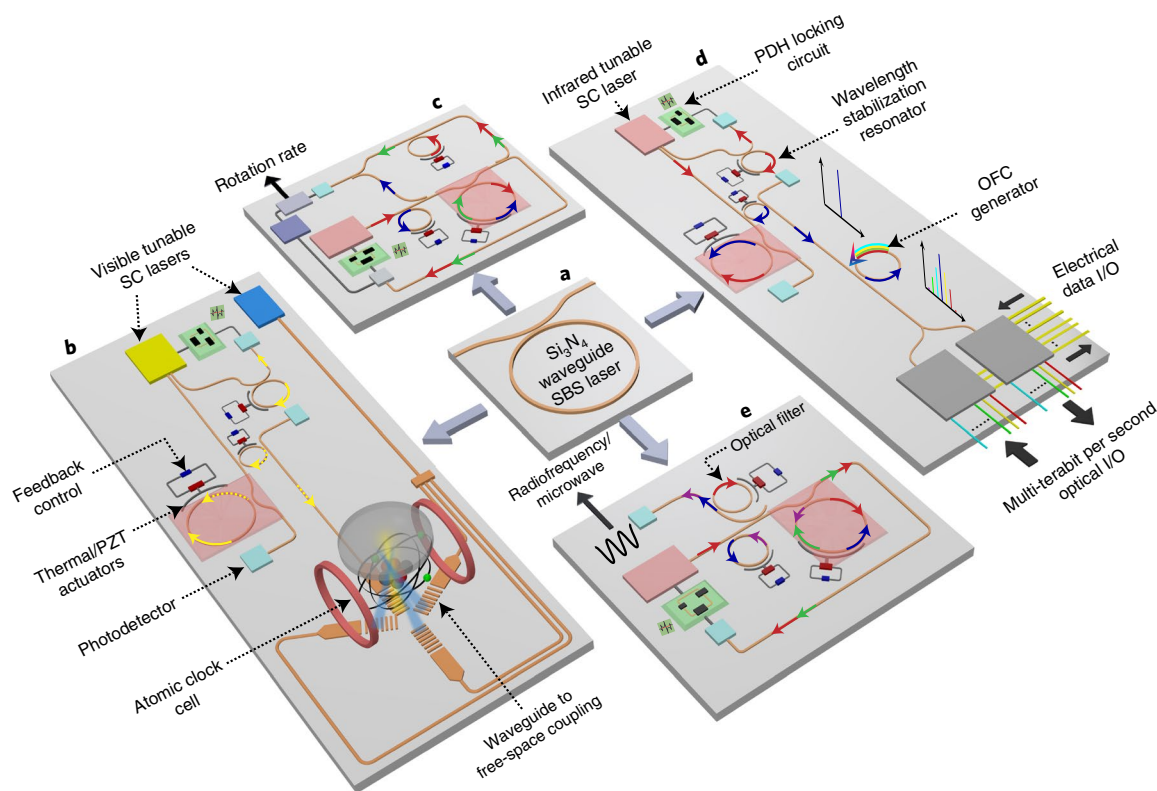 Infrared tunable
SC laser
d
PDH locking
circuit
Wavelength
stabilization
resonator
OFC
generator
Electrical
data I/O
Multi-terabit per second
optical I/O
c
Rotation rate
Visible tunable
SC lasers
a
Si₃N₄
waveguide
SBS laser
b
Feedback
control
Thermal/PZT
actuators
Photodetector
Atomic clock
cell
Waveguide to
free-space coupling
e
Optical filter
Radiofrequency/
microwave